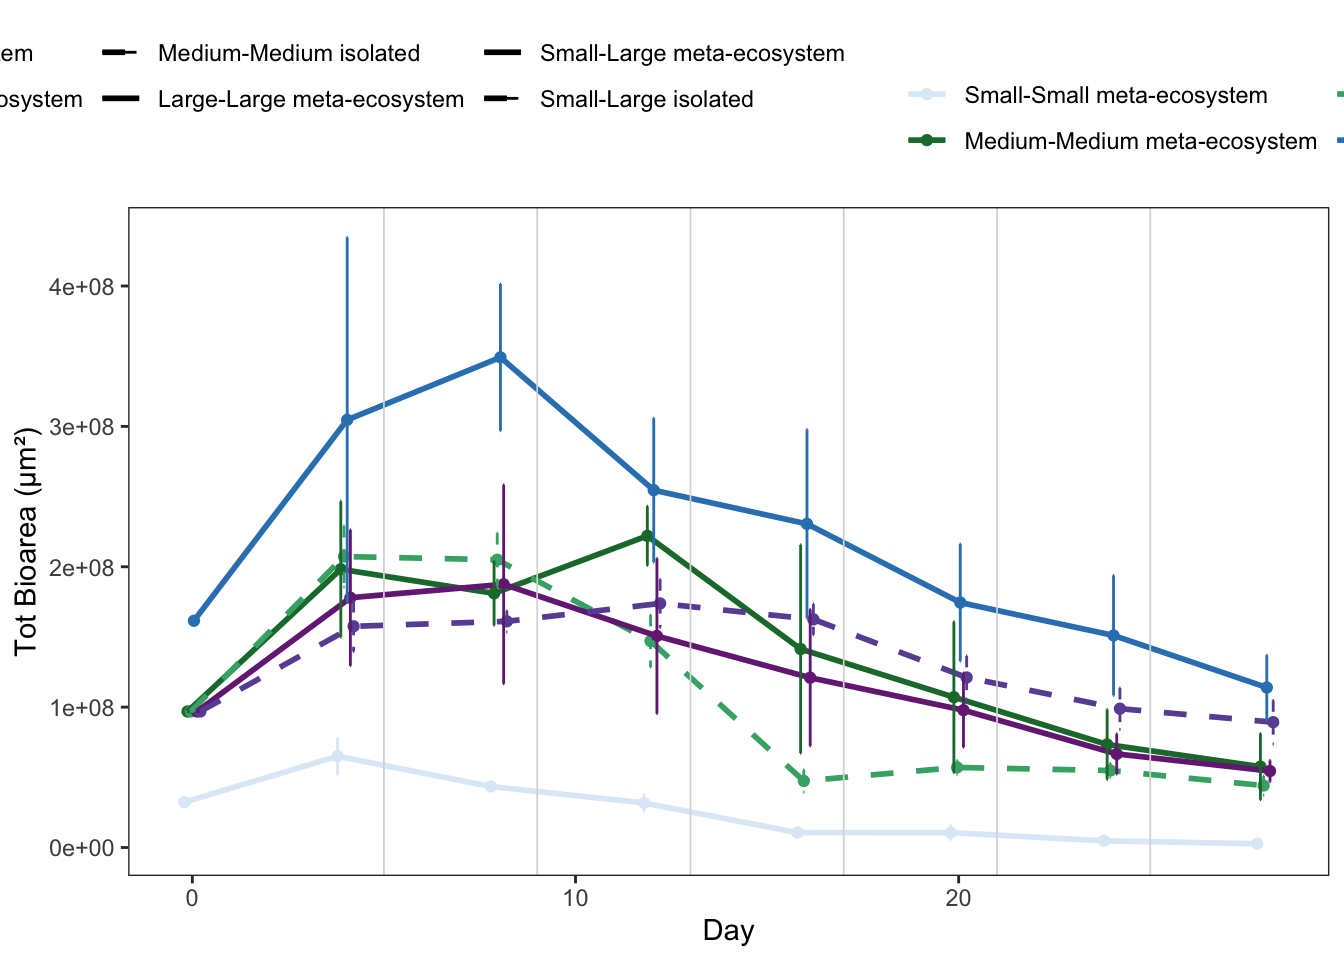 em
Medium-Medium isolated
Small-Large meta-ecosystem
osystem
Large-Large meta-ecosystem
Small-Large isolated
Small-Small meta-ecosystem
Medium-Medium meta-ecosystem
Tot Bioarea (µm²)
4e+08
3e+08
2e+08
1e+08
0e+00
0
10
20
Day